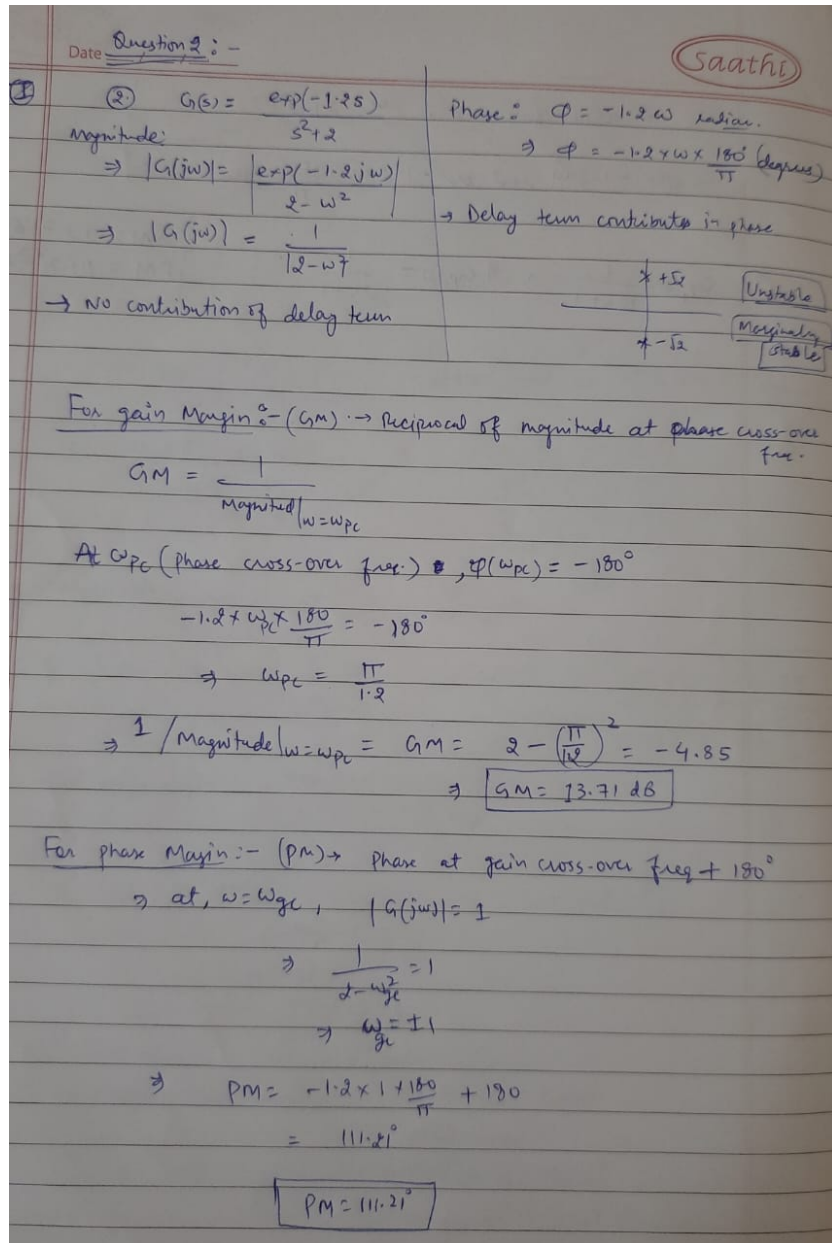 Date Question 2 : -
Saathi
① ② G(s) = exp(-1.2s) / s²+2
Magnitude:
⇒ |G(jω)| = |exp(-1.2jω) / 2-ω²|
⇒ |G(jω)| = 1 / |2-ω²|
→ No contribution of delay term
Phase : φ = -1.2ω radian.
⇒ φ = -1.2×ω× 180°/π (degrees)
→ Delay term contributes in phase
+√2
-√2
Unstable
Marginally
Stable
For gain Margin :- (GM) → Reciprocal of magnitude at phase cross-over
freq.
GM = 1 / Magnitud|ω=ωpc
At ωpc (phase cross-over freq.) , φ(ωpc) = -180°
-1.2 × ωpc × 180/π = -180°
⇒ ωpc = π/1.2
⇒ 1 / Magnitude|ω=ωpc = GM = 2 - (π/1.2)² = -4.85
⇒ GM = 13.71 dB
For phase Margin :- (PM) → Phase at gain cross-over freq + 180°
⇒ at, ω=ωgc, |G(jω)| = 1
⇒ 1 / 2-ωgc² = 1
⇒ ωgc = ±1
⇒ PM = -1.2 × 1 × 180/π + 180
= 111.21°
PM = 111.21°